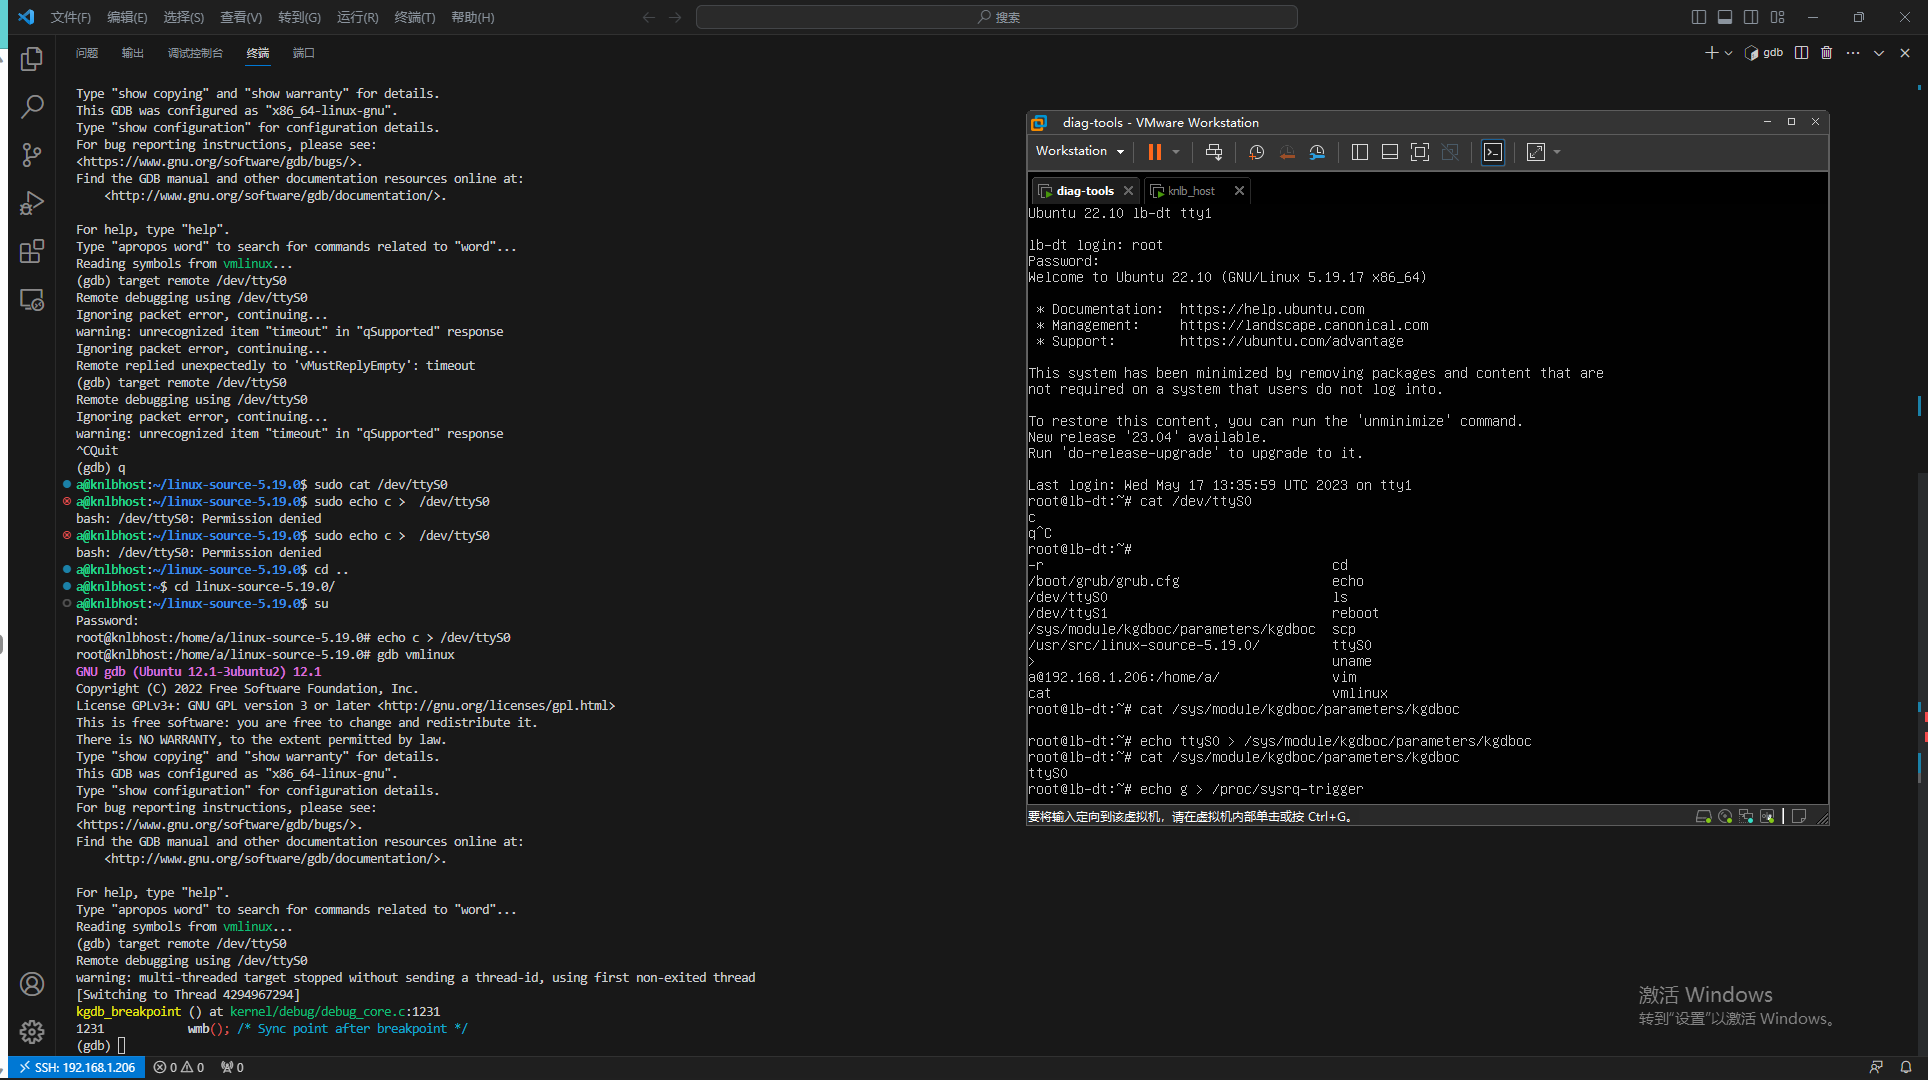 文件(F) 编辑(E) 选择(S) 查看(V) 转到(G) 运行(R) 终端(T) 帮助(H) 搜索
问题 输出 调试控制台 终端 端口 gdb
Type "show copying" and "show warranty" for details.
This GDB was configured as "x86_64-linux-gnu".
Type "show configuration" for configuration details.
For bug reporting instructions, please see:
<https://www.gnu.org/software/gdb/bugs/>.
Find the GDB manual and other documentation resources online at:
<http://www.gnu.org/software/gdb/documentation/>.
For help, type "help".
Type "apropos word" to search for commands related to "word"...
Reading symbols from vmlinux...
(gdb) target remote /dev/ttyS0
Remote debugging using /dev/ttyS0
Ignoring packet error, continuing...
warning: unrecognized item "timeout" in "qSupported" response
Ignoring packet error, continuing...
Remote replied unexpectedly to 'vMustReplyEmpty': timeout
(gdb) target remote /dev/ttyS0
Remote debugging using /dev/ttyS0
Ignoring packet error, continuing...
warning: unrecognized item "timeout" in "qSupported" response
^CQuit
(gdb) q
a@knlbhost:~/linux-source-5.19.0$ sudo cat /dev/ttyS0
a@knlbhost:~/linux-source-5.19.0$ sudo echo c >  /dev/ttyS0
bash: /dev/ttyS0: Permission denied
a@knlbhost:~/linux-source-5.19.0$ sudo echo c >  /dev/ttyS0
bash: /dev/ttyS0: Permission denied
a@knlbhost:~/linux-source-5.19.0$ cd ..
a@knlbhost:~$ cd linux-source-5.19.0/
a@knlbhost:~/linux-source-5.19.0$ su
Password:
root@knlbhost:/home/a/linux-source-5.19.0# echo c > /dev/ttyS0
root@knlbhost:/home/a/linux-source-5.19.0# gdb vmlinux
GNU gdb (Ubuntu 12.1-3ubuntu2) 12.1
Copyright (C) 2022 Free Software Foundation, Inc.
License GPLv3+: GNU GPL version 3 or later <http://gnu.org/licenses/gpl.html>
This is free software: you are free to change and redistribute it.
There is NO WARRANTY, to the extent permitted by law.
Type "show copying" and "show warranty" for details.
This GDB was configured as "x86_64-linux-gnu".
Type "show configuration" for configuration details.
For bug reporting instructions, please see:
<https://www.gnu.org/software/gdb/bugs/>.
Find the GDB manual and other documentation resources online at:
<http://www.gnu.org/software/gdb/documentation/>.
For help, type "help".
Type "apropos word" to search for commands related to "word"...
Reading symbols from vmlinux...
(gdb) target remote /dev/ttyS0
Remote debugging using /dev/ttyS0
warning: multi-threaded target stopped without sending a thread-id, using first non-exited thread
[Switching to Thread 4294967294]
kgdb_breakpoint () at kernel/debug/debug_core.c:1231
1231 wmb(); /* Sync point after breakpoint */
(gdb)
diag-tools - VMware Workstation
Workstation
diag-tools knlb_host
Ubuntu 22.10 lb-dt tty1
lb-dt login: root
Password:
Welcome to Ubuntu 22.10 (GNU/Linux 5.19.17 x86_64)
* Documentation: https://help.ubuntu.com
* Management: https://landscape.canonical.com
* Support: https://ubuntu.com/advantage
This system has been minimized by removing packages and content that are
not required on a system that users do not log into.
To restore this content, you can run the 'unminimize' command.
New release '23.04' available.
Run 'do-release-upgrade' to upgrade to it.
Last login: Wed May 17 13:35:59 UTC 2023 on tty1
root@lb-dt:~# cat /dev/ttyS0
c
q^C
root@lb-dt:~#
-r cd
/boot/grub/grub.cfg echo
/dev/ttyS0 ls
/dev/ttyS1 reboot
/sys/module/kgdboc/parameters/kgdboc scp
/usr/src/linux-source-5.19.0/ ttyS0
> uname
a@192.168.1.206:/home/a/ vim
cat vmlinux
root@lb-dt:~# cat /sys/module/kgdboc/parameters/kgdboc
root@lb-dt:~# echo ttyS0 > /sys/module/kgdboc/parameters/kgdboc
root@lb-dt:~# cat /sys/module/kgdboc/parameters/kgdboc
ttyS0
root@lb-dt:~# echo g > /proc/sysrq-trigger
要将输入定向到该虚拟机，请在虚拟机内部单击或按 Ctrl+G。
激活 Windows
转到"设置"以激活 Windows。
SSH: 192.168.1.206 0 0 0